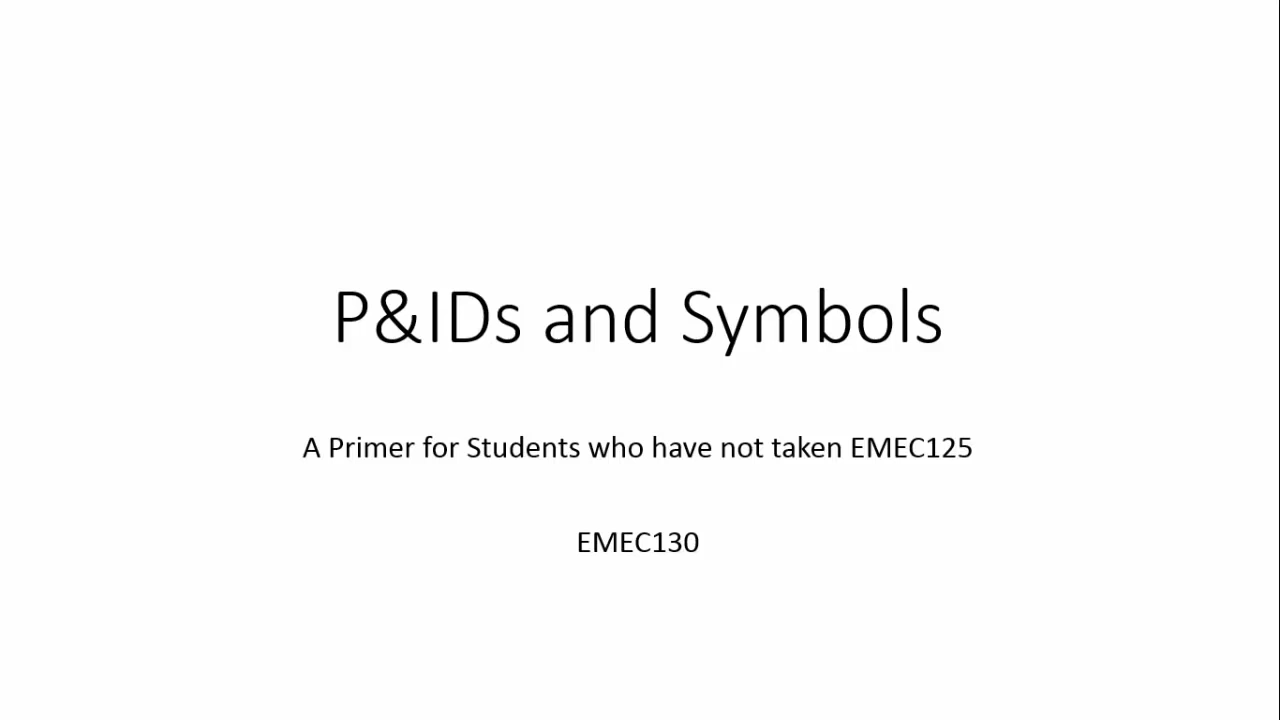 P&IDs and Symbols
A Primer for Students who have not taken EMEC125
EMEC130